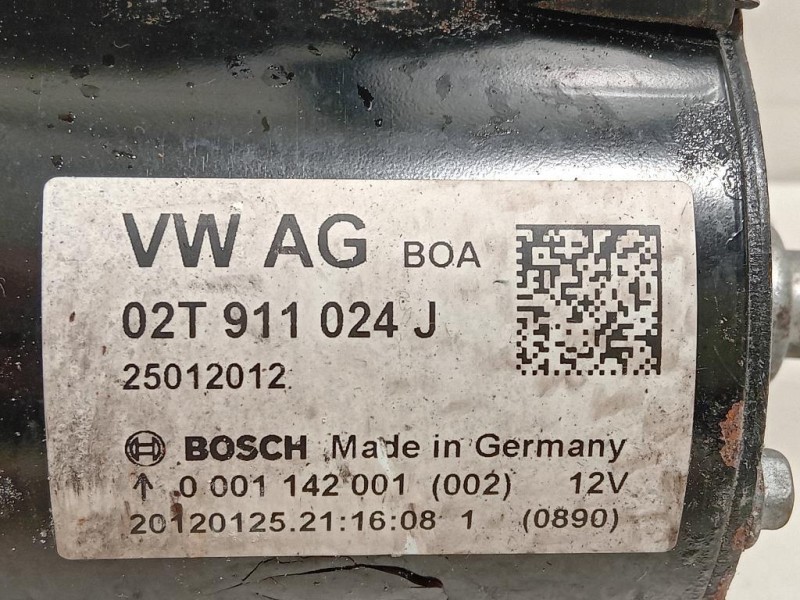 VW AG BOA
02T 911 024 J
25012012
BOSCH Made in Germany
↑ 0 001 142 001 (002) 12V
20120125.21:16:08 1 (0890)